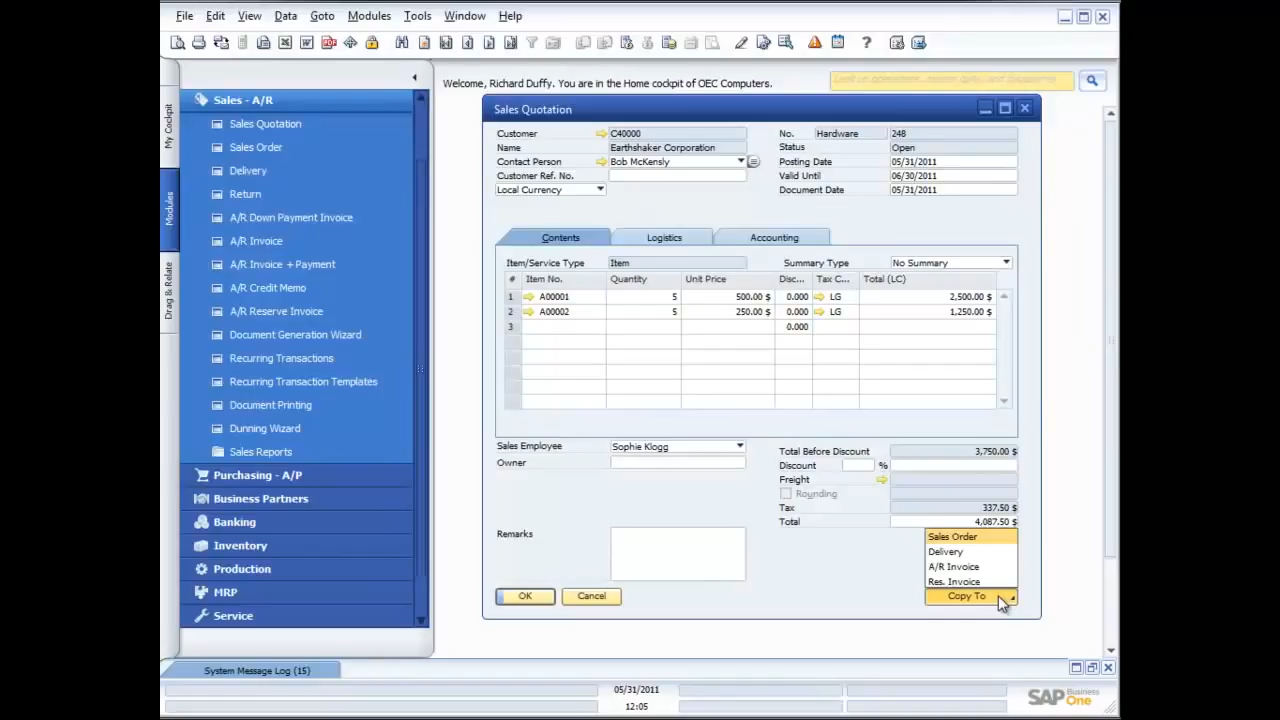 File Edit View Data Goto Modules Tools Window Help
Welcome, Richard Duffy. You are in the Home cockpit of OEC Computers.
My Cockpit
Modules
Drag & Relate
Sales - A/R
Sales Quotation
Sales Order
Delivery
Return
A/R Down Payment Invoice
A/R Invoice
A/R Invoice + Payment
A/R Credit Memo
A/R Reserve Invoice
Document Generation Wizard
Recurring Transactions
Recurring Transaction Templates
Document Printing
Dunning Wizard
Sales Reports
Purchasing - A/P
Business Partners
Banking
Inventory
Production
MRP
Service
Sales Quotation
Customer C40000 No. Hardware 248
Name Earthshaker Corporation Status Open
Contact Person Bob McKensly Posting Date 05/31/2011
Customer Ref. No. Valid Until 06/30/2011
Local Currency Document Date 05/31/2011
Contents Logistics Accounting
Item/Service Type Item Summary Type No Summary
# Item No. Quantity Unit Price Disc... Tax C... Total (LC)
1 A00001 5 500.00 $ 0.000 LG 2,500.00 $
2 A00002 5 250.00 $ 0.000 LG 1,250.00 $
3 0.000
Sales Employee Sophie Klogg Total Before Discount 3,750.00 $
Owner Discount %
Freight
Rounding
Tax 337.50 $
Total 4,087.50 $
Remarks
Sales Order
Delivery
A/R Invoice
Res. Invoice
OK Cancel Copy To
System Message Log (15)
05/31/2011
12:05
SAP Business One